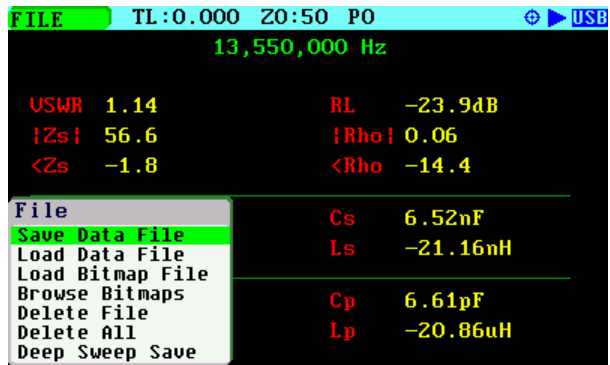 FILE TL:0.000 Z0:50 P0 USB
13,550,000 Hz
VSWR 1.14 RL -23.9dB
|Zs| 56.6 |Rho| 0.06
<Zs -1.8 <Rho -14.4
File
Save Data File
Load Data File
Load Bitmap File
Browse Bitmaps
Delete File
Delete All
Deep Sweep Save
Cs 6.52nF
Ls -21.16nH
Cp 6.61pF
Lp -20.86uH